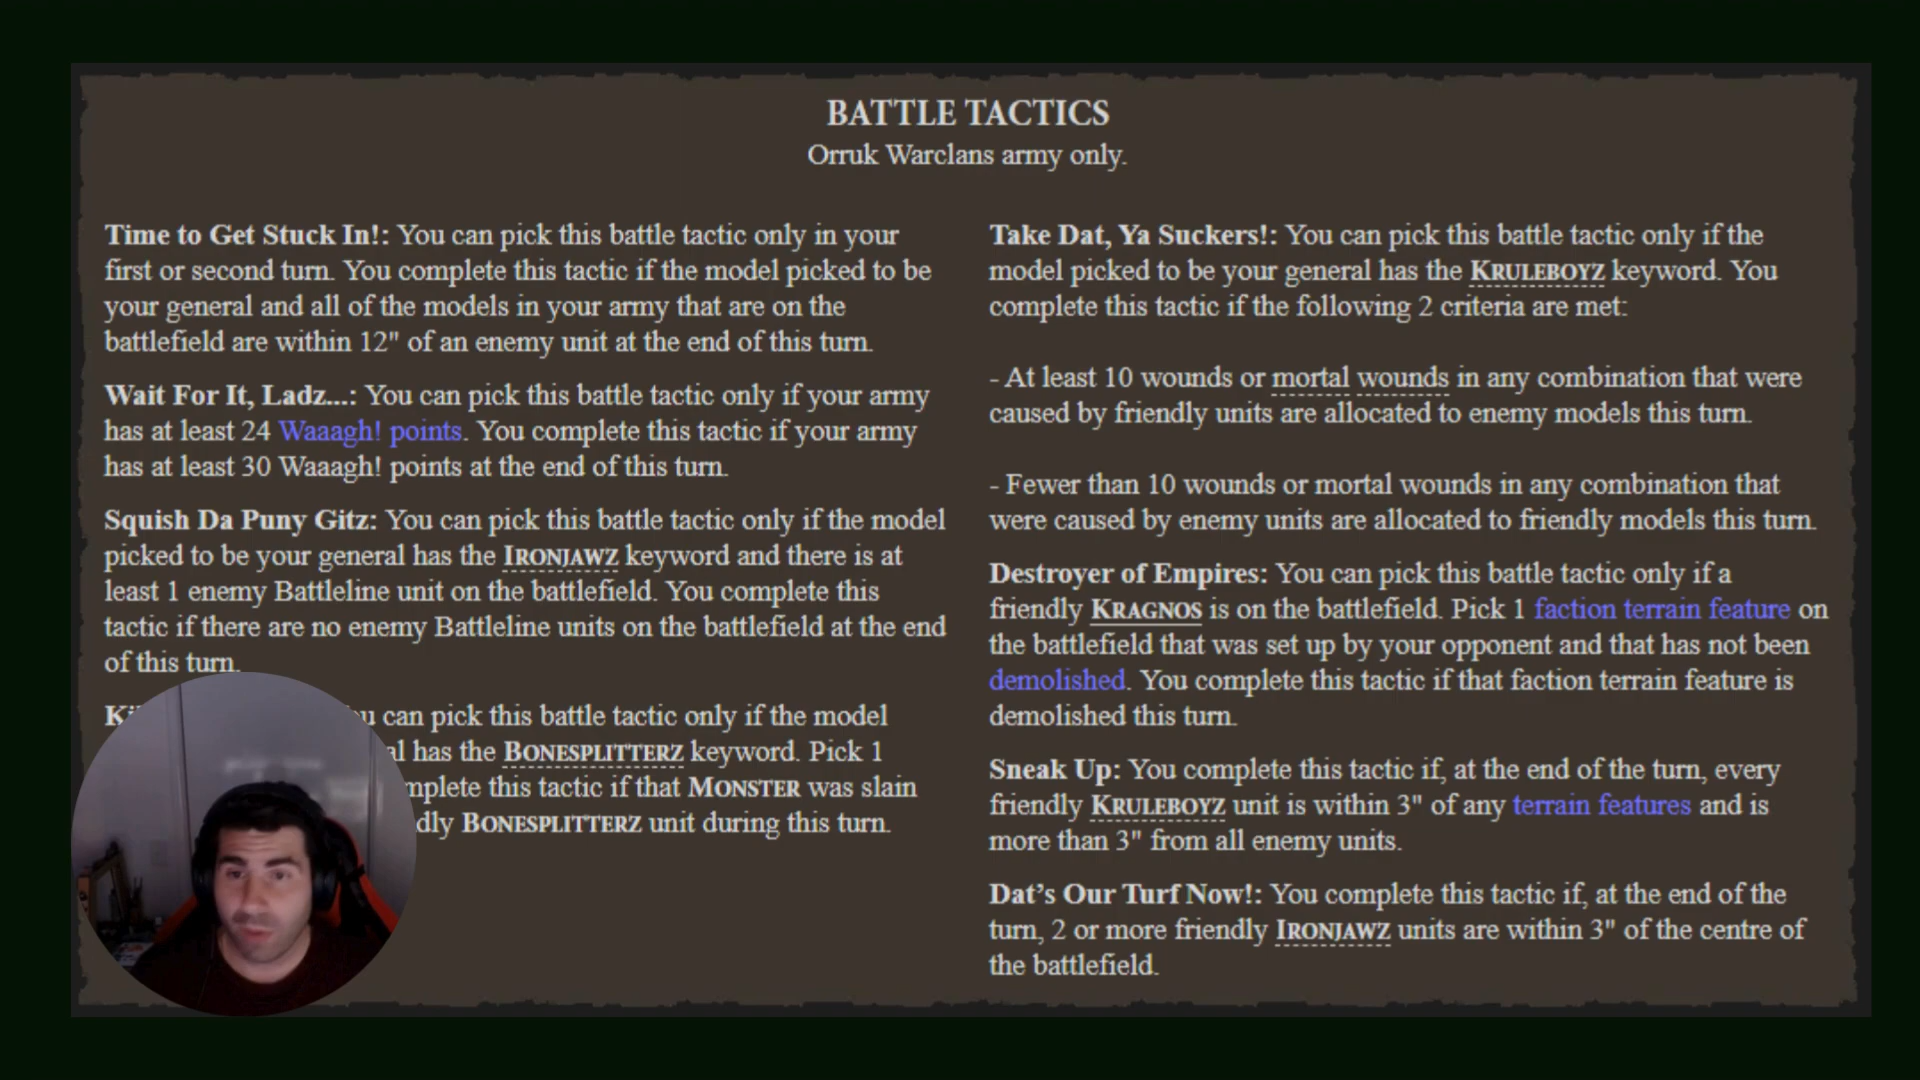 BATTLE TACTICS
Orruk Warclans army only.
Time to Get Stuck In!: You can pick this battle tactic only in your
first or second turn. You complete this tactic if the model picked to be
your general and all of the models in your army that are on the
battlefield are within 12" of an enemy unit at the end of this turn.
Wait For It, Ladz...: You can pick this battle tactic only if your army
has at least 24 Waaagh! points. You complete this tactic if your army
has at least 30 Waaagh! points at the end of this turn.
Squish Da Puny Gitz: You can pick this battle tactic only if the model
picked to be your general has the IRONJAWZ keyword and there is at
least 1 enemy Battleline unit on the battlefield. You complete this
tactic if there are no enemy Battleline units on the battlefield at the end
of this turn.
can pick this battle tactic only if the model
has the BONESPLITTERZ keyword. Pick 1
this tactic if that MONSTER was slain
BONESPLITTERZ unit during this turn.
Take Dat, Ya Suckers!: You can pick this battle tactic only if the
model picked to be your general has the KRULEBOYZ keyword. You
complete this tactic if the following 2 criteria are met:
- At least 10 wounds or mortal wounds in any combination that were
caused by friendly units are allocated to enemy models this turn.
- Fewer than 10 wounds or mortal wounds in any combination that
were caused by enemy units are allocated to friendly models this turn.
Destroyer of Empires: You can pick this battle tactic only if a
friendly KRAGNOS is on the battlefield. Pick 1 faction terrain feature on
the battlefield that was set up by your opponent and that has not been
demolished. You complete this tactic if that faction terrain feature is
demolished this turn.
Sneak Up: You complete this tactic if, at the end of the turn, every
friendly KRULEBOYZ unit is within 3" of any terrain features and is
more than 3" from all enemy units.
Dat’s Our Turf Now!: You complete this tactic if, at the end of the
turn, 2 or more friendly IRONJAWZ units are within 3" of the centre of
the battlefield.